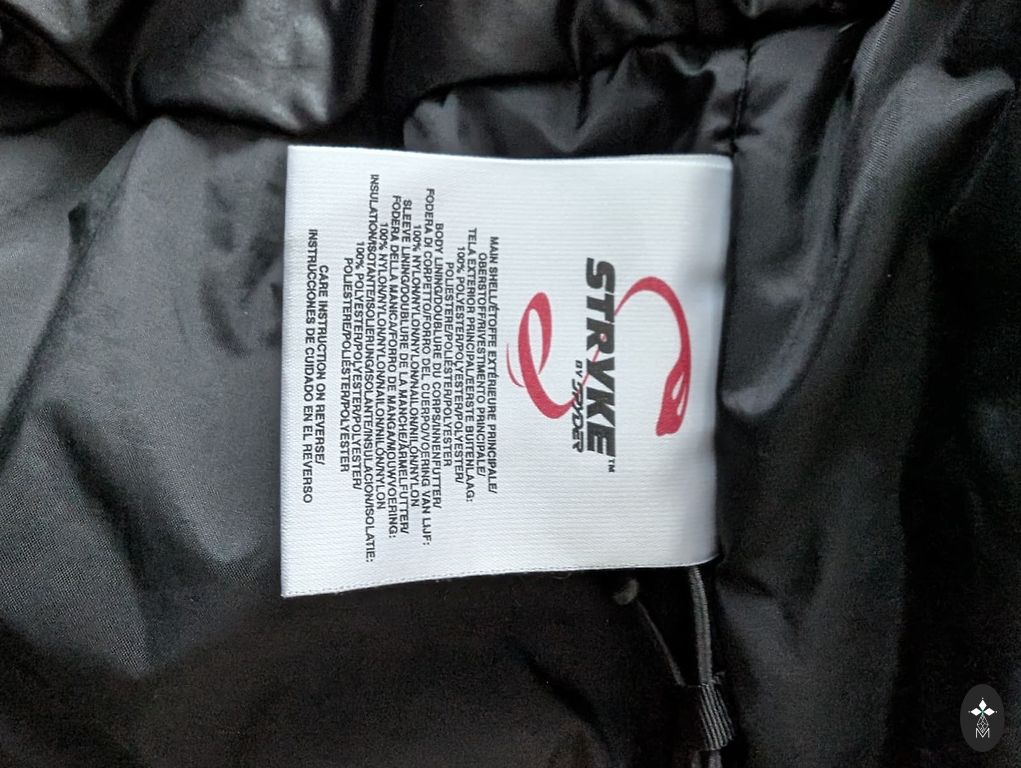 STRYKE™
BY SPYDER
MAIN SHELL/ÉTOFFE EXTÉRIEURE PRINCIPALE/
OBERSTOFF/RIVESTIMENTO PRINCIPALE/
TELA EXTERIOR PRINCIPAL/EERSTE BUITENLAAG:
100% POLYESTER/POLYESTER/POLYESTER/
POLIESTERE/POLIÉSTER/POLYESTER
BODY LINING/DOUBLURE DU CORPS/INNENFUTTER/
FODERA DI CORPETTO/FORRO DEL CUERPO/VOERING VAN LIJF:
100% NYLON/NYLON/NYLON/NAILON/NILÓN/NYLON
SLEEVE LINING/DOUBLURE DE LA MANCHE/ÄRMELFUTTER/
FODERA DELLA MANICA/FORRO DE MANGA/MOUWVOERING:
100% NYLON/NYLON/NYLON/NAILON/NILÓN/NYLON
INSULATION/ISOTANTE/ISOLIERUNG/ISOLANTE/INSULACION/ISOLATIE:
100% POLYESTER/POLYESTER/POLYESTER/
POLIESTERE/POLIÉSTER/POLYESTER
CARE INSTRUCTION ON REVERSE/
INSTRUCCIONES DE CUIDADO EN EL REVERSO
M